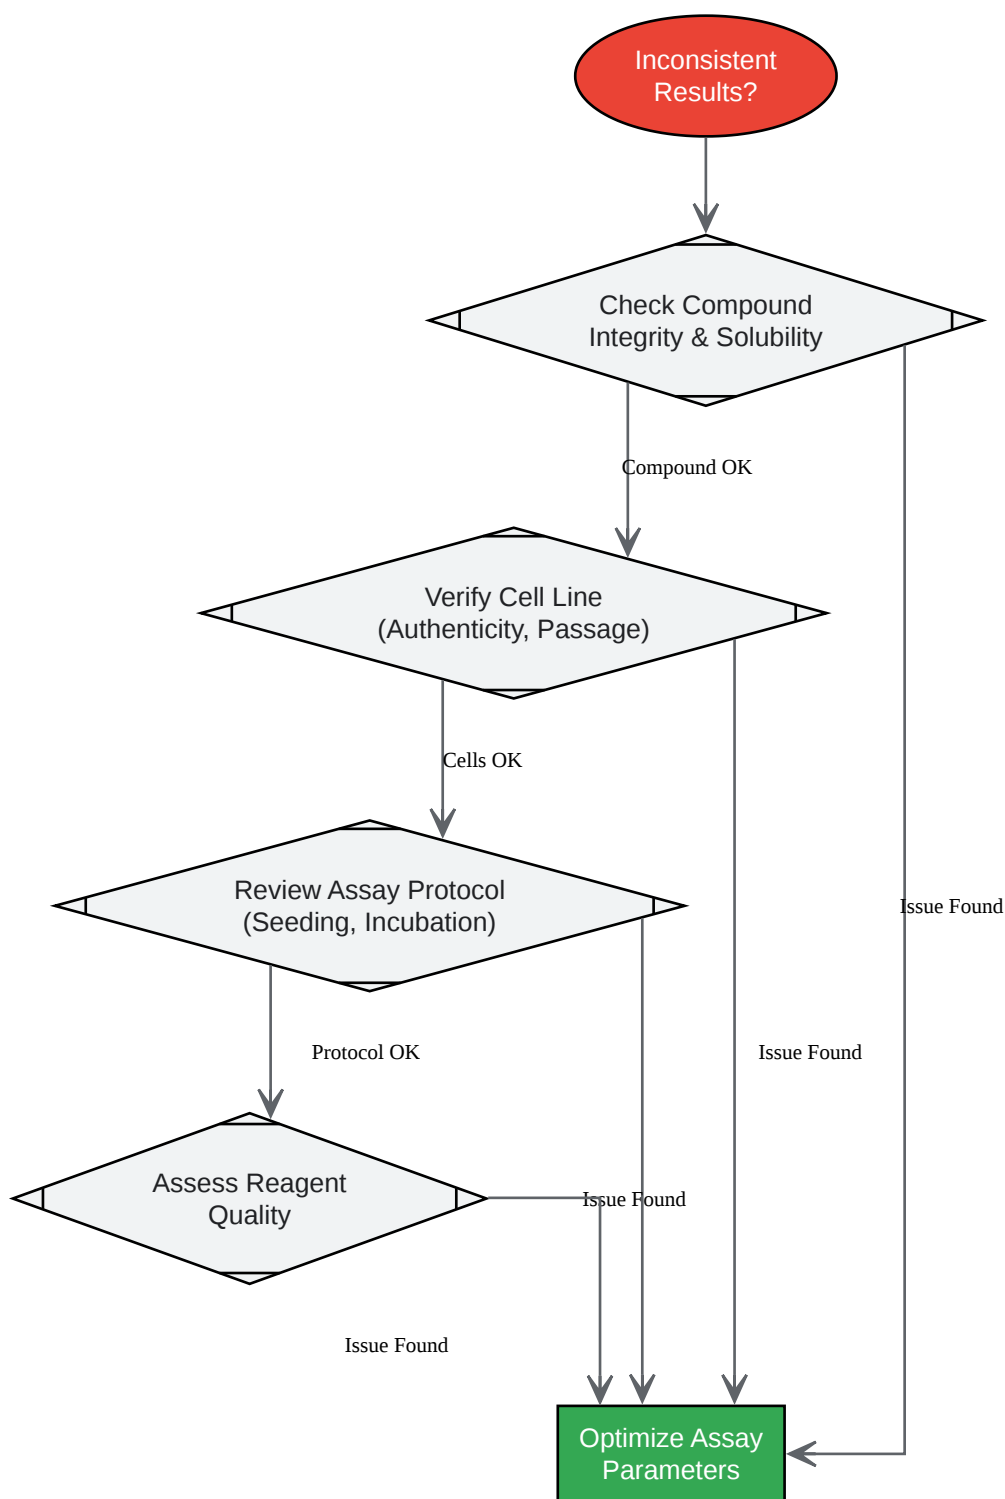 Inconsistent
Results?
Check Compound
Integrity & Solubility
Compound OK
Verify Cell Line
(Authenticity, Passage)
Cells OK
Review Assay Protocol
(Seeding, Incubation)
Issue Found
Protocol OK
Issue Found
Assess Reagent
Quality
Issue Found
Issue Found
Optimize Assay
Parameters